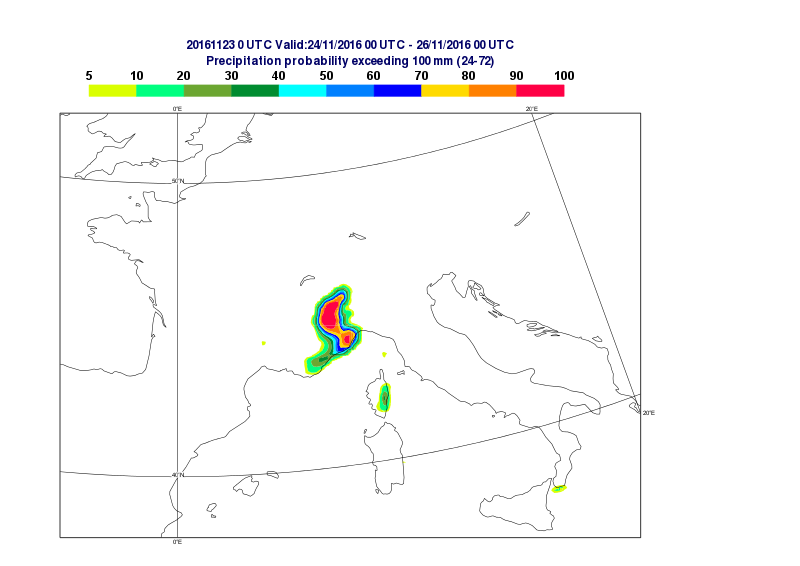 20161123 0 UTC Valid:24/11/2016 00 UTC - 26/11/2016 00 UTC
Precipitation probability exceeding 100 mm (24-72)
5 10 20 30 40 50 60 70 80 90 100
0°E 20°E
50°N
20°E
40°N
0°E